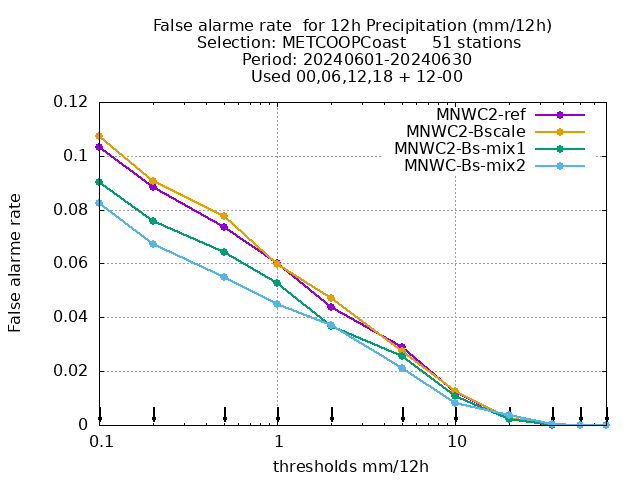 False alarme rate  for 12h Precipitation (mm/12h)
Selection: METCOOPCoast     51 stations
Period: 20240601-20240630
Used 00,06,12,18 + 12-00
MNWC2-ref
MNWC2-Bscale
MNWC2-Bs-mix1
MNWC-Bs-mix2
False alarme rate
0.12
0.1
0.08
0.06
0.04
0.02
0
0.1
1
10
thresholds mm/12h